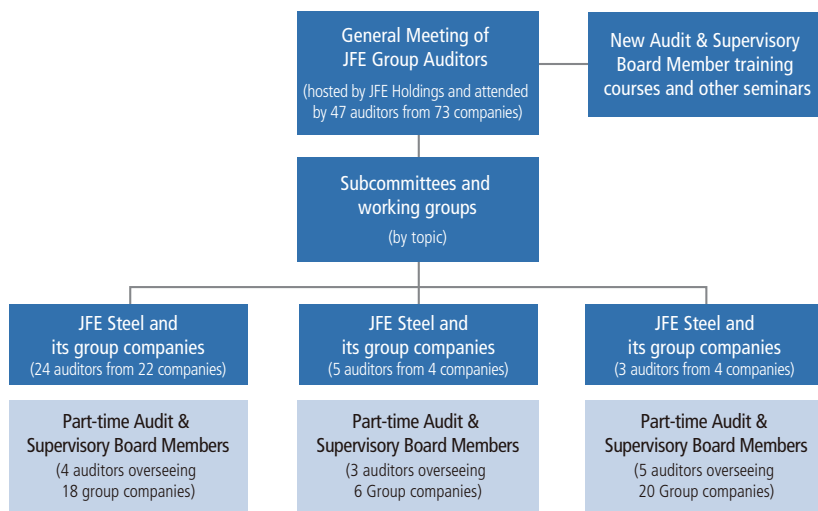 General Meeting of
JFE Group Auditors
(hosted by JFE Holdings and attended
by 47 auditors from 73 companies)
New Audit & Supervisory
Board Member training
courses and other seminars
Subcommittees and
working groups
(by topic)
JFE Steel and
its group companies
(24 auditors from 22 companies)
JFE Steel and
its group companies
(5 auditors from 4 companies)
JFE Steel and
its group companies
(3 auditors from 4 companies)
Part-time Audit &
Supervisory Board Members
(4 auditors overseeing
18 group companies)
Part-time Audit &
Supervisory Board Members
(3 auditors overseeing
6 Group companies)
Part-time Audit &
Supervisory Board Members
(5 auditors overseeing
20 Group companies)